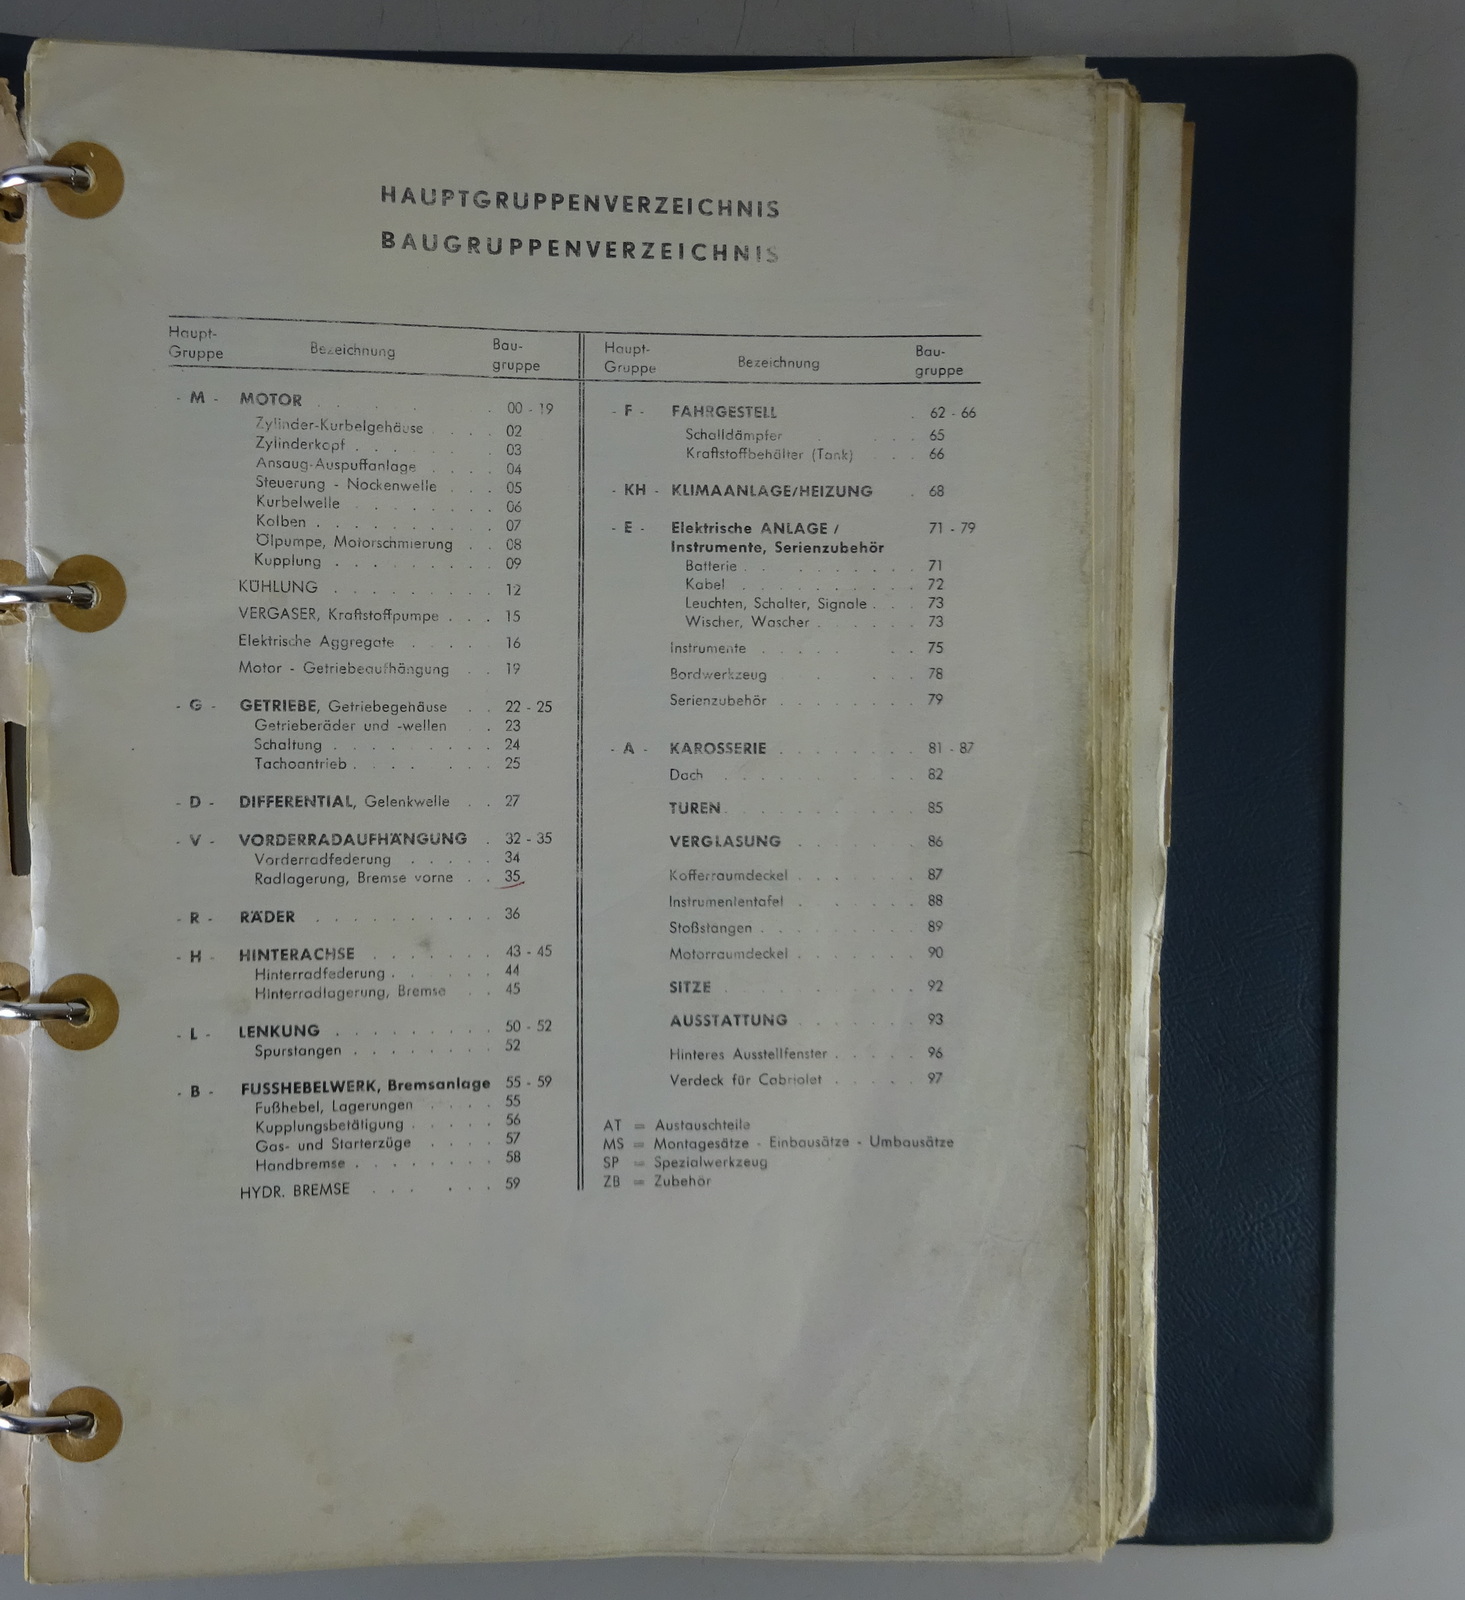 HAUPTGRUPPENVERZEICHNIS
BAUGRUPPENVERZEICHNIS
Haupt-Gruppe Bezeichnung Bau-gruppe
- M - MOTOR . . . . 00 - 19
Zylinder-Kurbelgehäuse . . . . 02
Zylinderkopf . . . . . . . 03
Ansaug-Auspuffanlage . . . . 04
Steuerung - Nockenwelle . . . 05
Kurbelwelle . . . . . . . . 06
Kolben . . . . . . . . . . 07
Ölpumpe, Motorschmierung . . 08
Kupplung . . . . . . . . . 09
KÜHLUNG . . . . . . . . . . 12
VERGASER, Kraftstoffpumpe . . . 15
Elektrische Aggregate . . . . . 16
Motor - Getriebeaufhängung . . 19
- G - GETRIEBE, Getriebegehäuse . . 22 - 25
Getrieberäder und -wellen . . 23
Schaltung . . . . . . . . . 24
Tachoantrieb . . . . . . . 25
- D - DIFFERENTIAL, Gelenkwelle . . 27
- V - VORDERRADAUFHÄNGUNG . 32 - 35
Vorderradfederung . . . . . 34
Radlagerung, Bremse vorne . . 35
- R - RÄDER . . . . . . . . . . 36
- H - HINTERACHSE . . . . . . . 43 - 45
Hinterradfederung . . . . . . 44
Hinterradlagerung, Bremse . . 45
- L - LENKUNG . . . . . . . . . 50 - 52
Spurstangen . . . . . . . . 52
- B - FUSSHEBELWERK, Bremsanlage 55 - 59
Fußhebel, Lagerungen . . . . 55
Kupplungsbetätigung . . . . . 56
Gas- und Starterzüge . . . . 57
Handbremse . . . . . . . . 58
HYDR. BREMSE . . . . . . 59
Haupt-Gruppe Bezeichnung Bau-gruppe
- F - FAHRGESTELL . 62 - 66
Schalldämpfer . . . . 65
Kraftstoffbehälter (Tank) . . . 66
- KH - KLIMAANLAGE/HEIZUNG . 68
- E - Elektrische ANLAGE / 71 - 79
Instrumente, Serienzubehör
Batterie . . . . . . . . . . 71
Kabel . . . . . . . . . . 72
Leuchten, Schalter, Signale . . . 73
Wischer, Wascher . . . . . . 73
Instrumente . . . . . . . 75
Bordwerkzeug . . . . . 78
Serienzubehör . . . . . . . . 79
- A - KAROSSERIE . . . . . . . . 81 - 87
Dach . . . . . . . . . . 82
TÜREN . . . . . . . . . . 85
VERGLASUNG . . . . . . . 86
Kofferraumdeckel . . . . . . . 87
Instrumententafel . . . . . . . 88
Stoßstangen . . . . . . . . . 89
Motorraumdeckel . . . . . . . 90
SITZE . . . . . . . . . . 92
AUSSTATTUNG . . . . . . . 93
Hinteres Ausstellfenster . . . . . 96
Verdeck für Cabriolet . . . . . 97
AT = Austauschteile
MS = Montagesätze - Einbausätze - Umbausätze
SP = Spezialwerkzeug
ZB = Zubehör